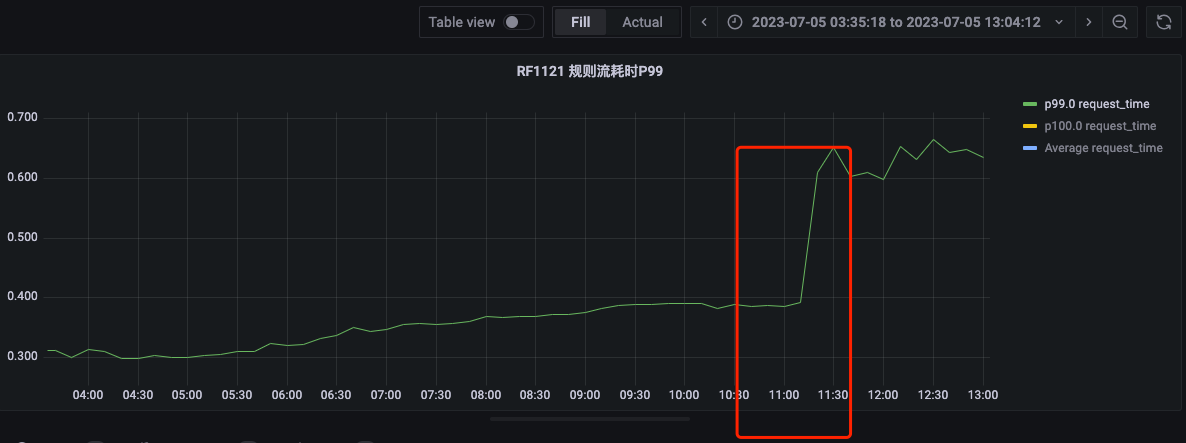 Table view Fill Actual 2023-07-05 03:35:18 to 2023-07-05 13:04:12
RF1121 规则流耗时P99
0.700
0.600
0.500
0.400
0.300
04:00 04:30 05:00 05:30 06:00 06:30 07:00 07:30 08:00 08:30 09:00 09:30 10:00 10:30 11:00 11:30 12:00 12:30 13:00
p99.0 request_time
p100.0 request_time
Average request_time